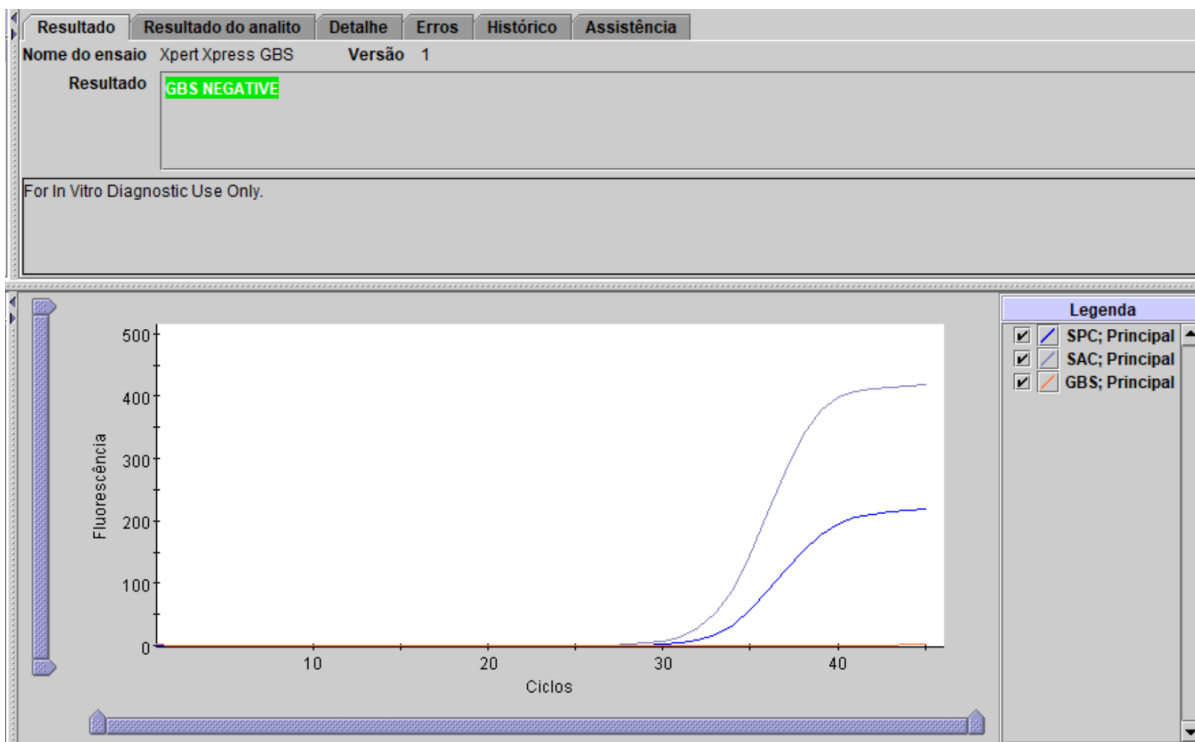 Resultado Resultado do analito Detalhe Erros Histórico Assistência
Nome do ensaio Xpert Xpress GBS Versão 1
Resultado GBS NEGATIVE
For In Vitro Diagnostic Use Only.
Legenda
SPC; Principal
SAC; Principal
GBS; Principal
500
400
300
200
100
0
Fluorescência
10 20 30 40
Ciclos